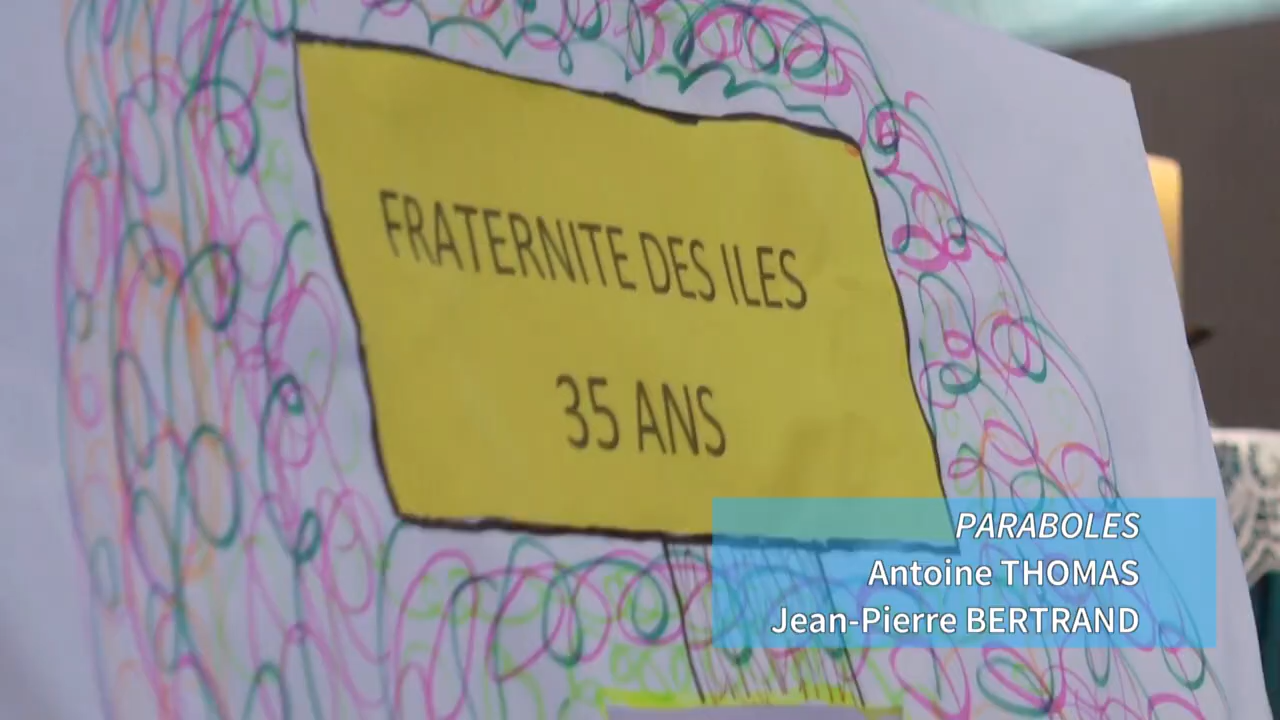 FRATERNITE DES ILES
35 ANS
PARABOLES
Antoine THOMAS
Jean-Pierre BERTRAND